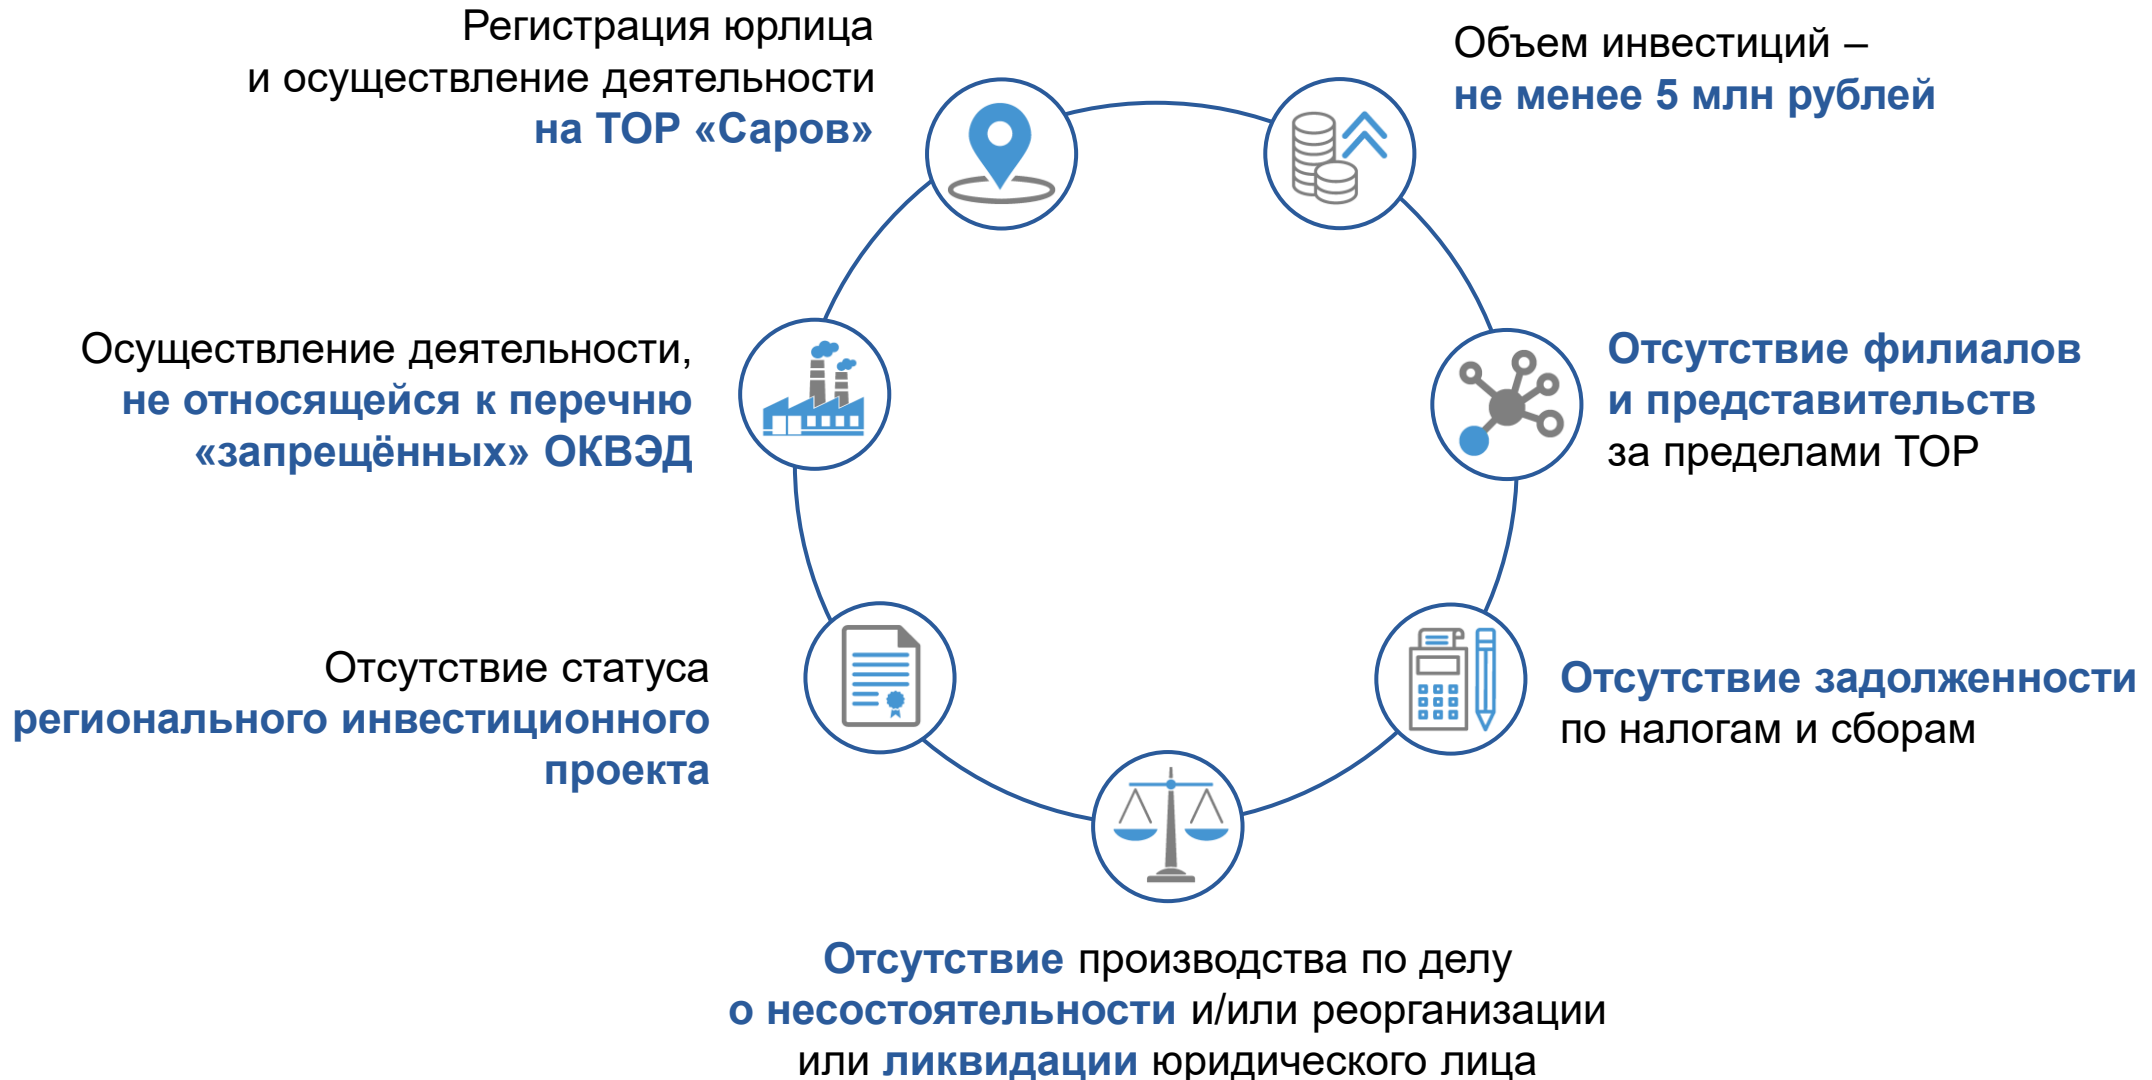 Регистрация юрлица
и осуществление деятельности
на ТОР «Саров»
Объем инвестиций –
не менее 5 млн рублей
Осуществление деятельности,
не относящейся к перечню
«запрещённых» ОКВЭД
Отсутствие филиалов
и представительств
за пределами ТОР
Отсутствие статуса
регионального инвестиционного
проекта
Отсутствие задолженности
по налогам и сборам
Отсутствие производства по делу
о несостоятельности и/или реорганизации
или ликвидации юридического лица